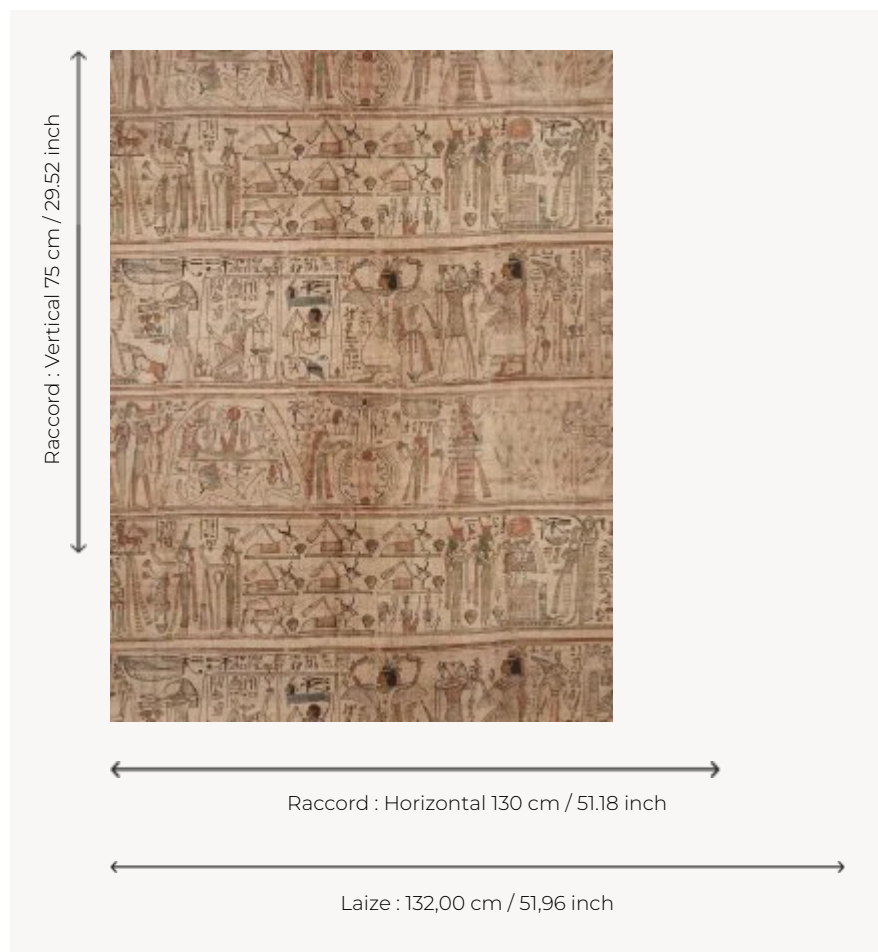 Raccord : Vertical 75 cm / 29.52 inch
Raccord : Horizontal 130 cm / 51.18 inch
Laize : 132,00 cm / 51,96 inch